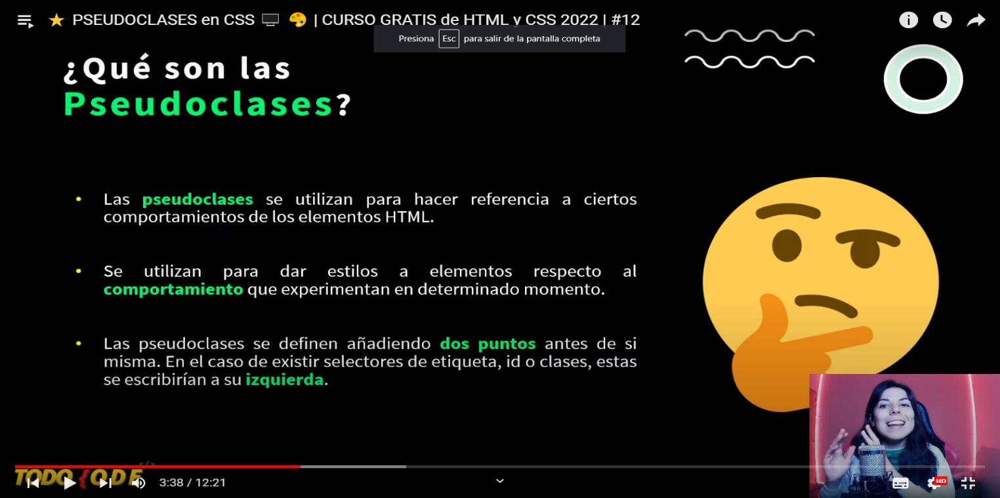 PSEUDOCLASES en CSS | CURSO GRATIS de HTML y CSS 2022 | #12
Presiona Esc para salir de la pantalla completa
¿Qué son las
Pseudoclases?
• Las pseudoclases se utilizan para hacer referencia a ciertos
comportamientos de los elementos HTML.
• Se utilizan para dar estilos a elementos respecto al
comportamiento que experimentan en determinado momento.
• Las pseudoclases se definen añadiendo dos puntos antes de si
misma. En el caso de existir selectores de etiqueta, id o clases, estas
se escribirían a su izquierda.
</>
TODO{ODE
3:38 / 12:21
HD